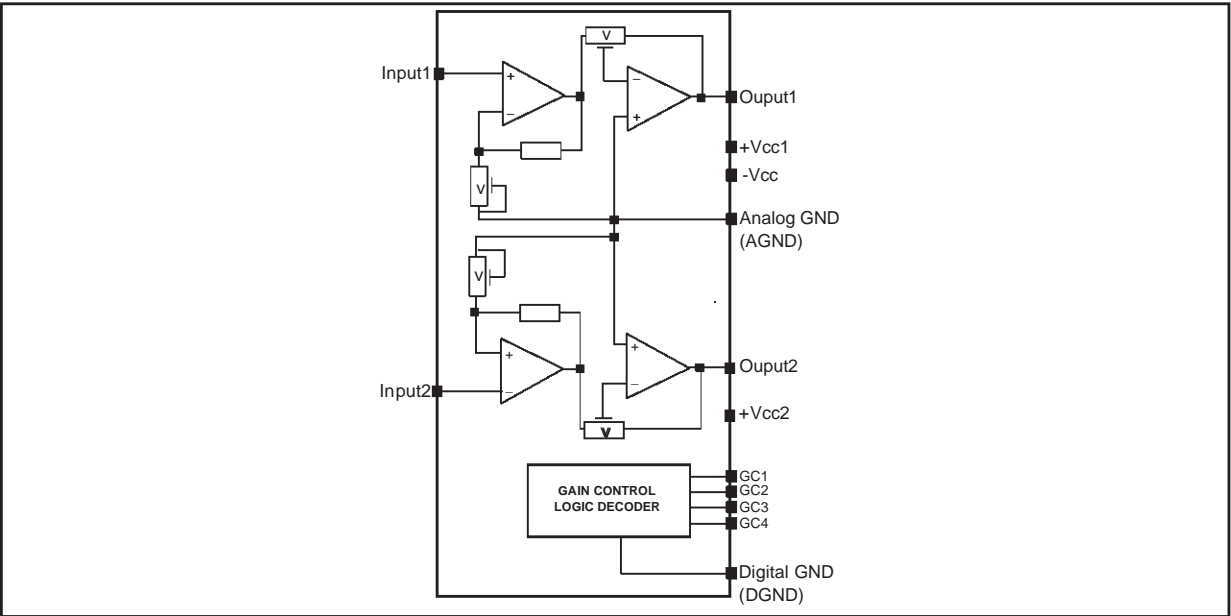 V
Input1
+
−
−
+
Ouput1
+Vcc1
-Vcc
V
Analog GND
(AGND)
V
+
−
+
−
Ouput2
Input2
+Vcc2
V
GAIN CONTROL
LOGIC DECODER
GC1
GC2
GC3
GC4
Digital GND
(DGND)